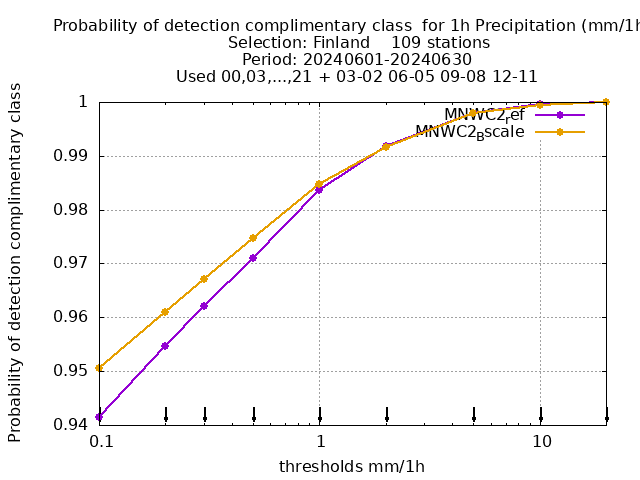 Probability of detection complimentary class  for 1h Precipitation (mm/1h
Selection: Finland    109 stations
Period: 20240601-20240630
Used 00,03,...,21 + 03-02 06-05 09-08 12-11
Probability of detection complimentary class
MNWC2ref
MNWC2Bscale
1
0.99
0.98
0.97
0.96
0.95
0.94
0.1 1 10
thresholds mm/1h